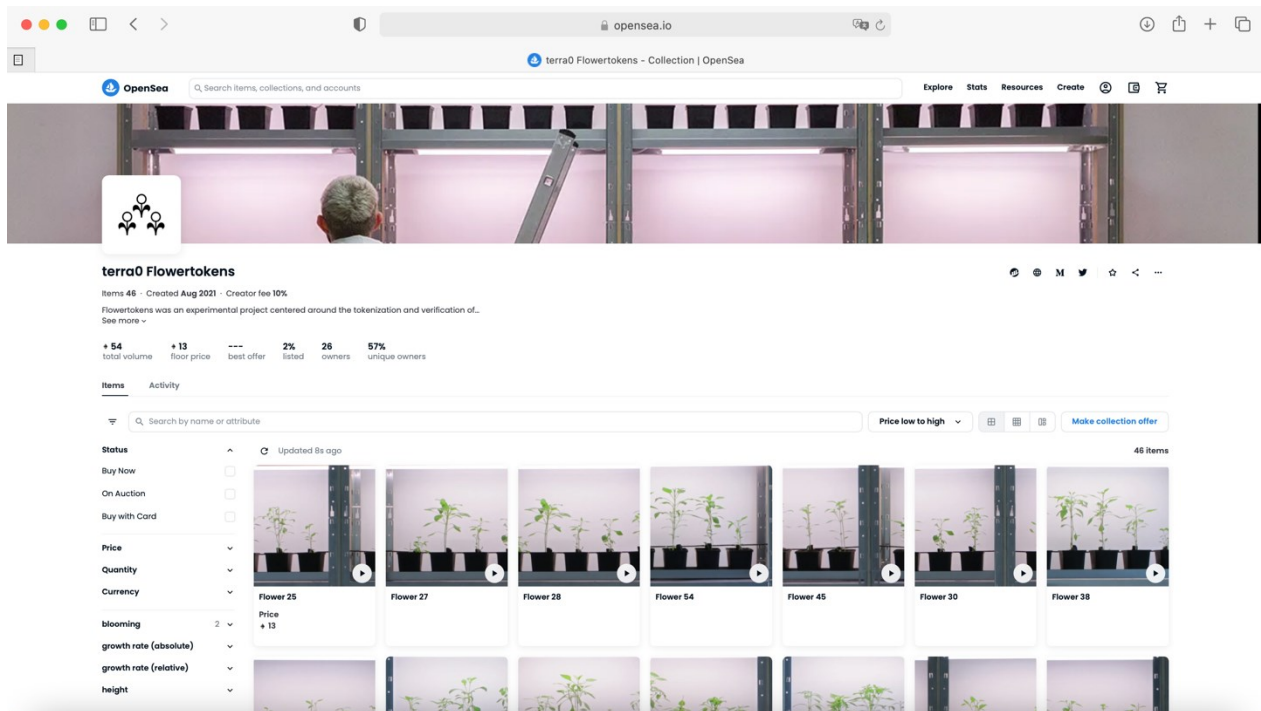 opensea.io
terra0 Flowertokens - Collection | OpenSea
OpenSea
Search items, collections, and accounts
Explore Stats Resources Create
terra0 Flowertokens
Items 46 · Created Aug 2021 · Creator fee 10%
Flowertokens was an experimental project centered around the tokenization and verification of…
See more
54 13 --- 2% 26 57%
total volume floor price best offer listed owners unique owners
Items Activity
Search by name or attribute
Price low to high
Make collection offer
Status
Updated 8s ago
46 items
Buy Now
On Auction
Buy with Card
Price
Quantity
Currency
blooming 2
growth rate (absolute)
growth rate (relative)
height
Flower 25 Flower 27 Flower 28 Flower 54 Flower 45 Flower 30 Flower 38
Price
13